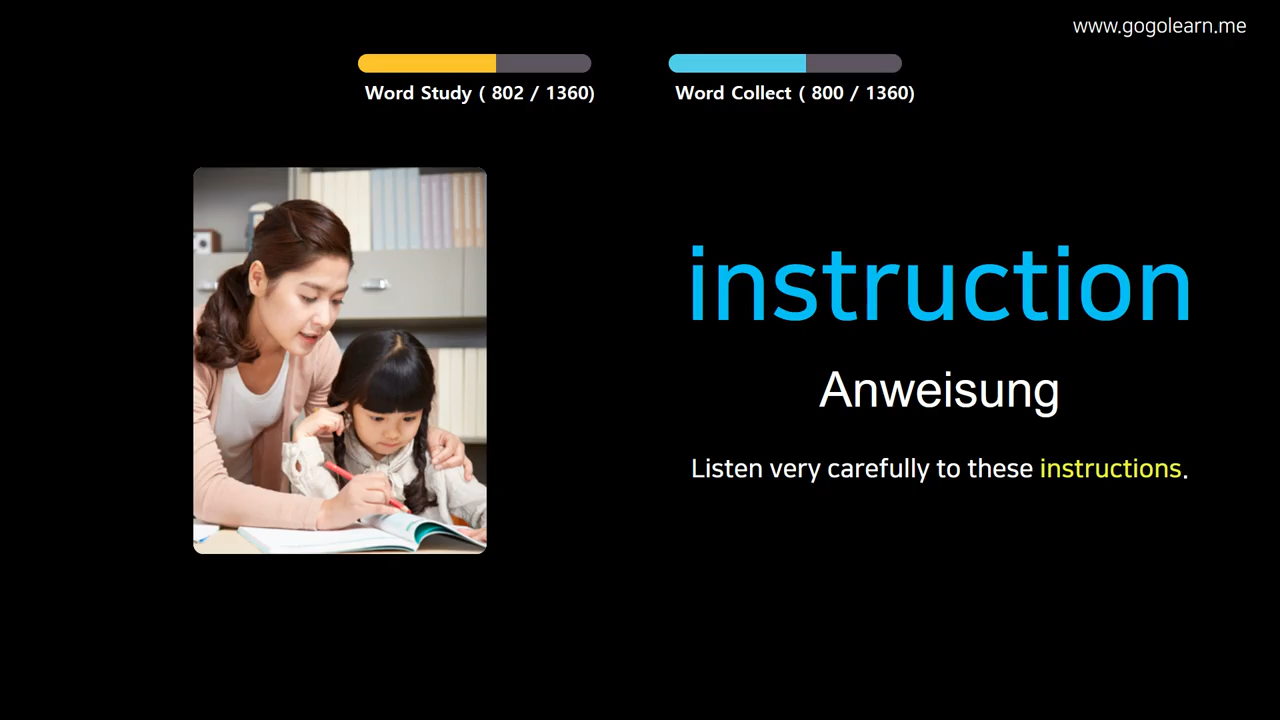 www.gogolearn.me
Word Study ( 802 / 1360)
Word Collect ( 800 / 1360)
instruction
Anweisung
Listen very carefully to these instructions.